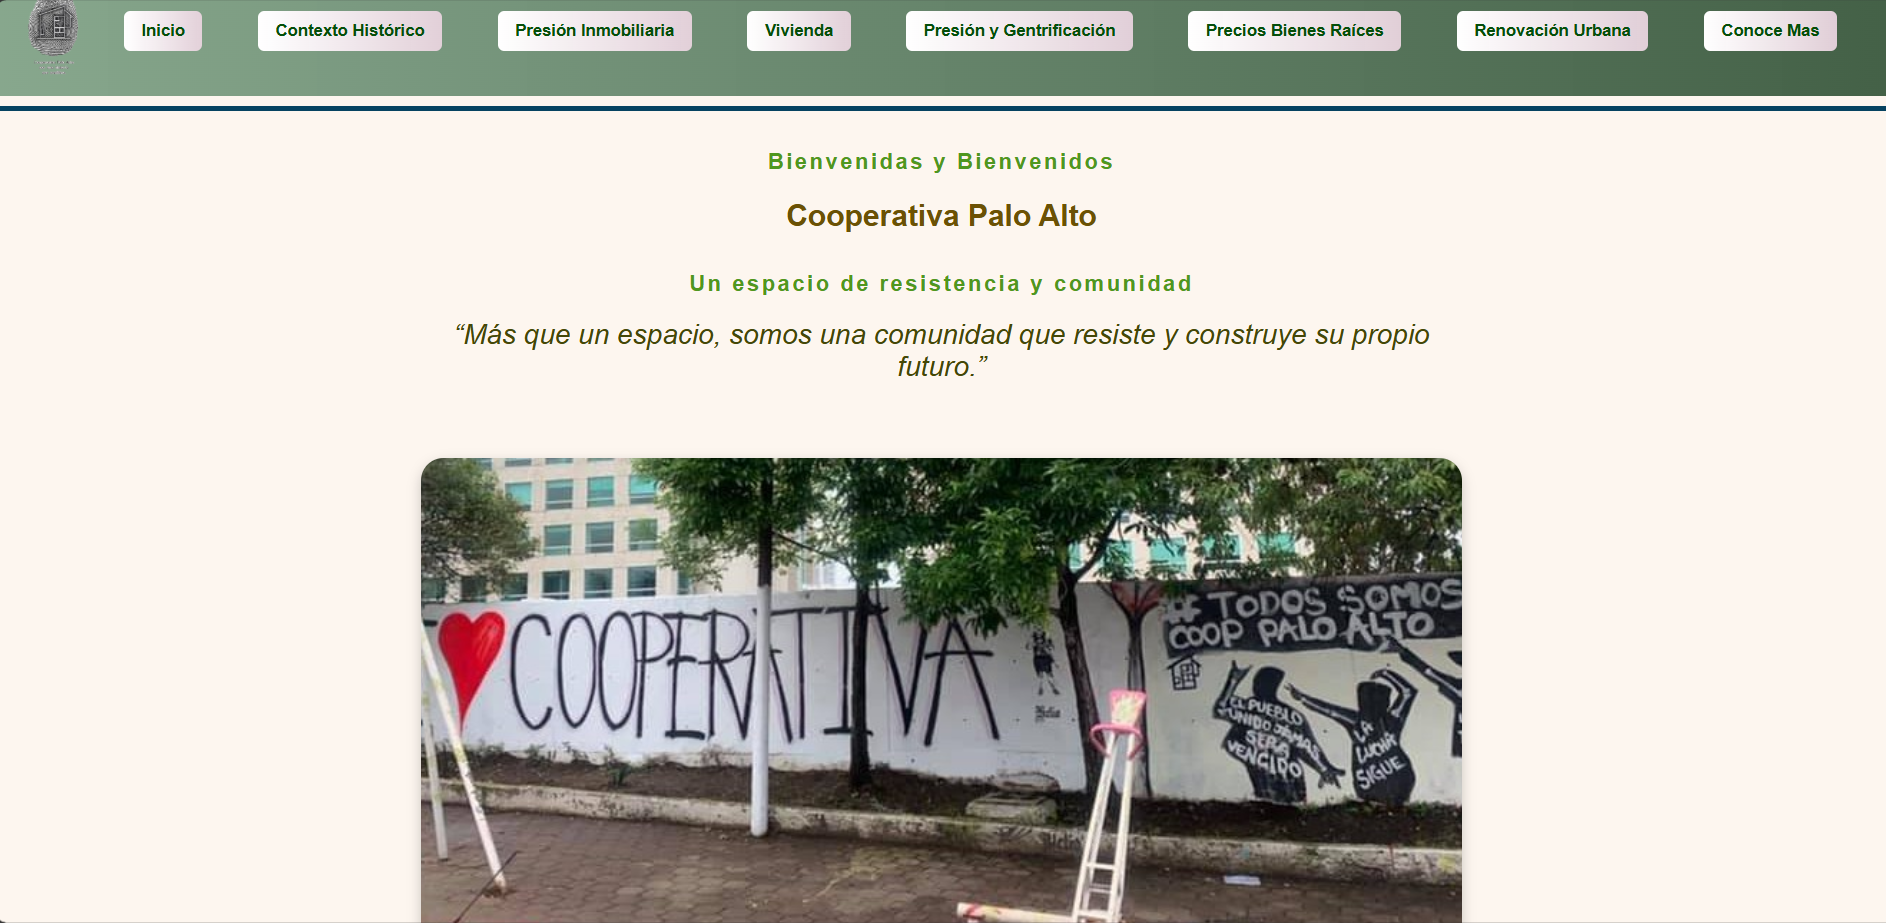 Inicio
Contexto Histórico
Presión Inmobiliaria
Vivienda
Presión y Gentrificación
Precios Bienes Raíces
Renovación Urbana
Conoce Mas
Bienvenidas y Bienvenidos
Cooperativa Palo Alto
Un espacio de resistencia y comunidad
“Más que un espacio, somos una comunidad que resiste y construye su propio
futuro.”
COOPERATIVA
# TODOS SOMOS
COOP PALO ALTO
EL PUEBLO
UNIDO JAMAS
SERA
VENCIDO
LA
LUCHA
SIGUE